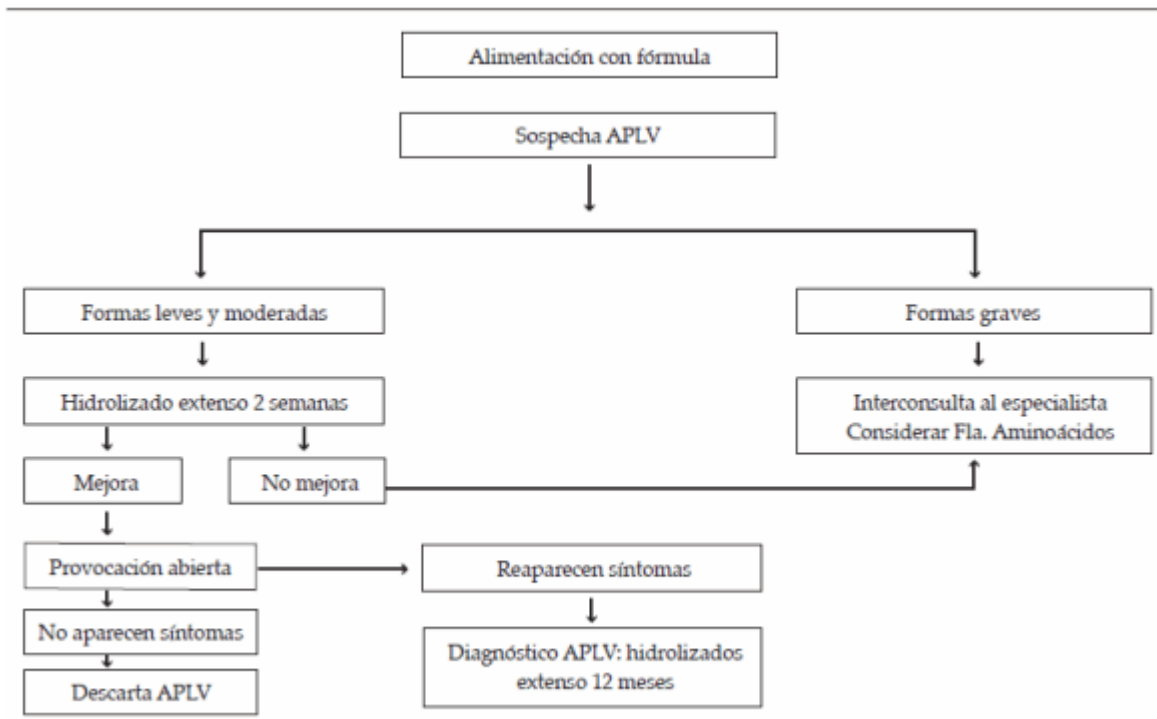 Alimentación con fórmula
Sospecha APLV
Formas leves y moderadas
Formas graves
Hidrolizado extenso 2 semanas
Interconsulta al especialista
Considerar Fla. Aminoácidos
Mejora
No mejora
Provocación abierta
Reaparecen síntomas
No aparecen síntomas
Diagnóstico APLV: hidrolizados
extenso 12 meses
Descarta APLV